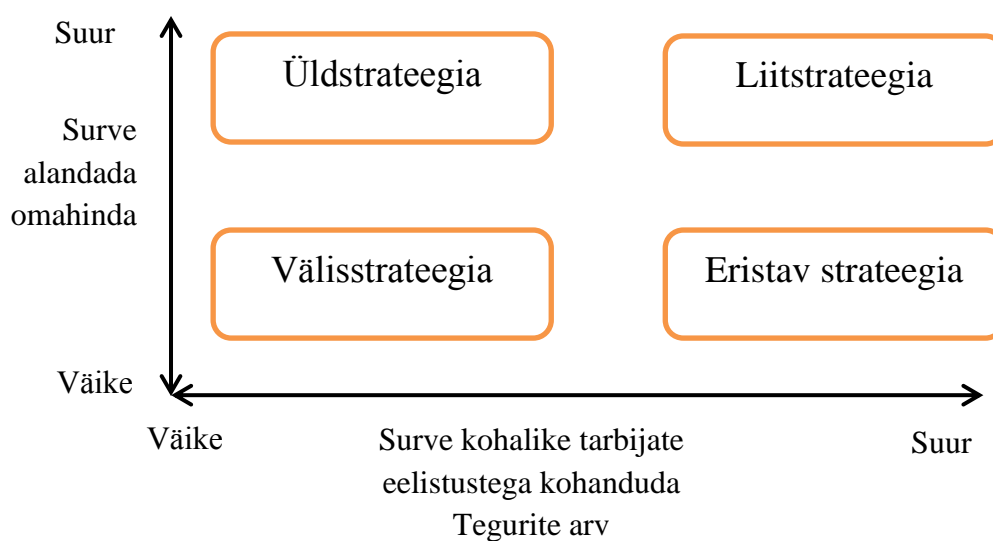 Suur
Üldstrateegia
Liitstrateegia
Surve
alandada
omahinda
Välisstrateegia
Eristav strateegia
Väike
Väike
Surve kohalike tarbijate
eelistustega kohanduda
Tegurite arv
Suur